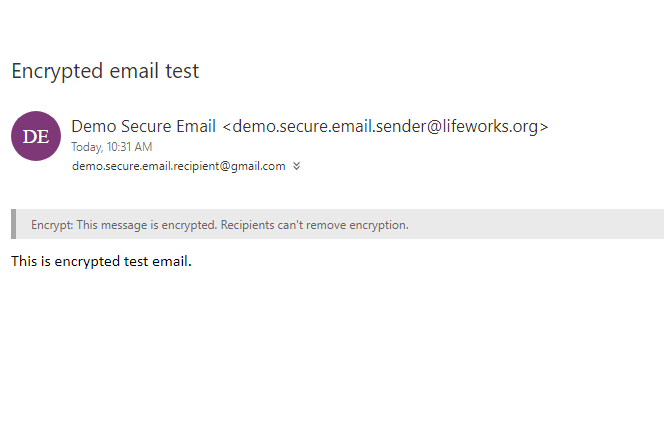 Encrypted email test
DE
Demo Secure Email <demo.secure.email.sender@lifeworks.org>
Today, 10:31 AM
demo.secure.email.recipient@gmail.com
Encrypt: This message is encrypted. Recipients can't remove encryption.
This is encrypted test email.